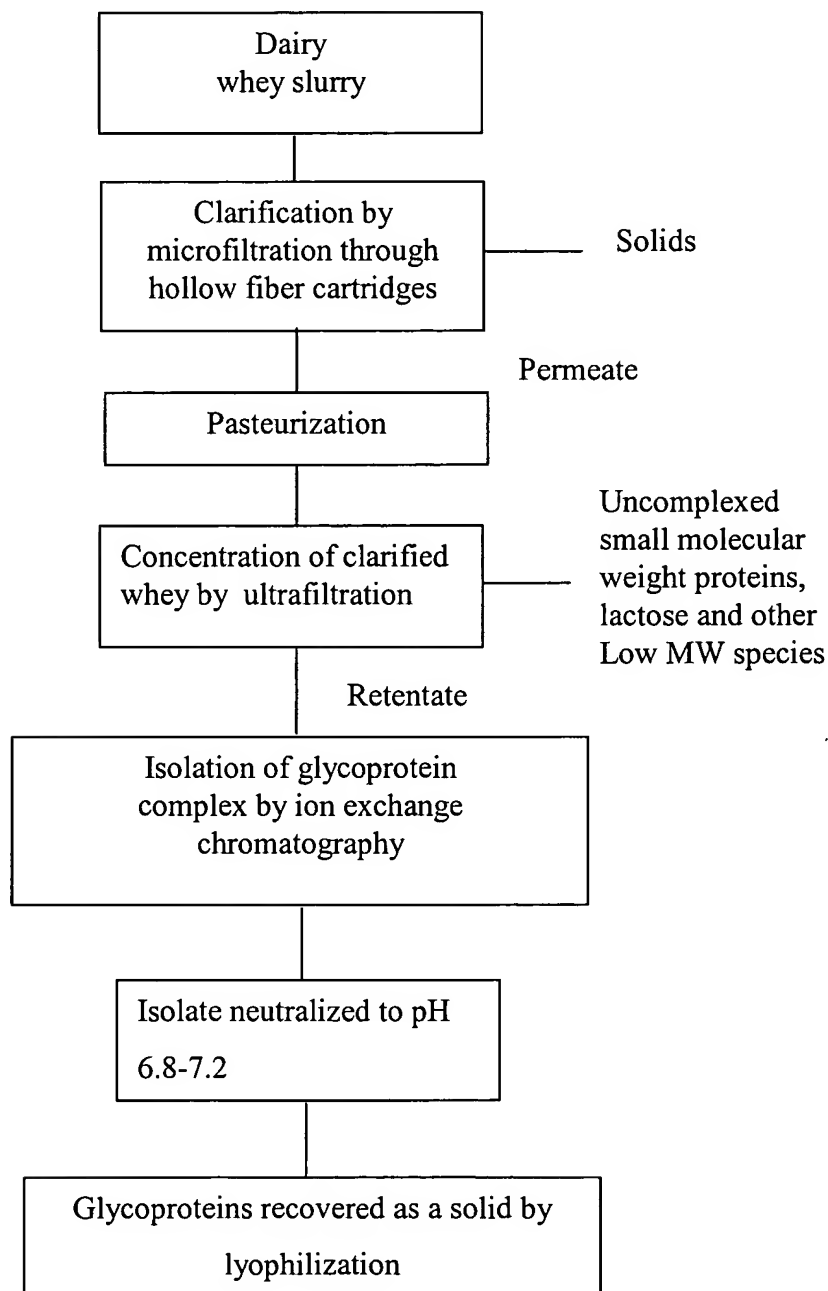 Dairy
whey slurry
Clarification by
microfiltration through
hollow fiber cartridges
Solids
Permeate
Pasteurization
Concentration of clarified
whey by ultrafiltration
Uncomplexed
small molecular
weight proteins,
lactose and other
Low MW species
Retentate
Isolation of glycoprotein
complex by ion exchange
chromatography
Isolate neutralized to pH
6.8-7.2
Glycoproteins recovered as a solid by
lyophilization